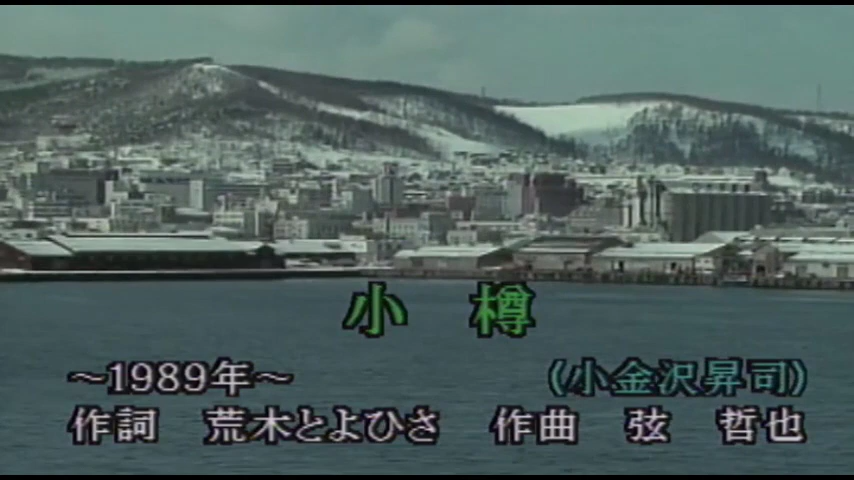 小 樽
～1989年～ (小金沢昇司)
作詞 荒木とよひさ 作曲 弦 哲也